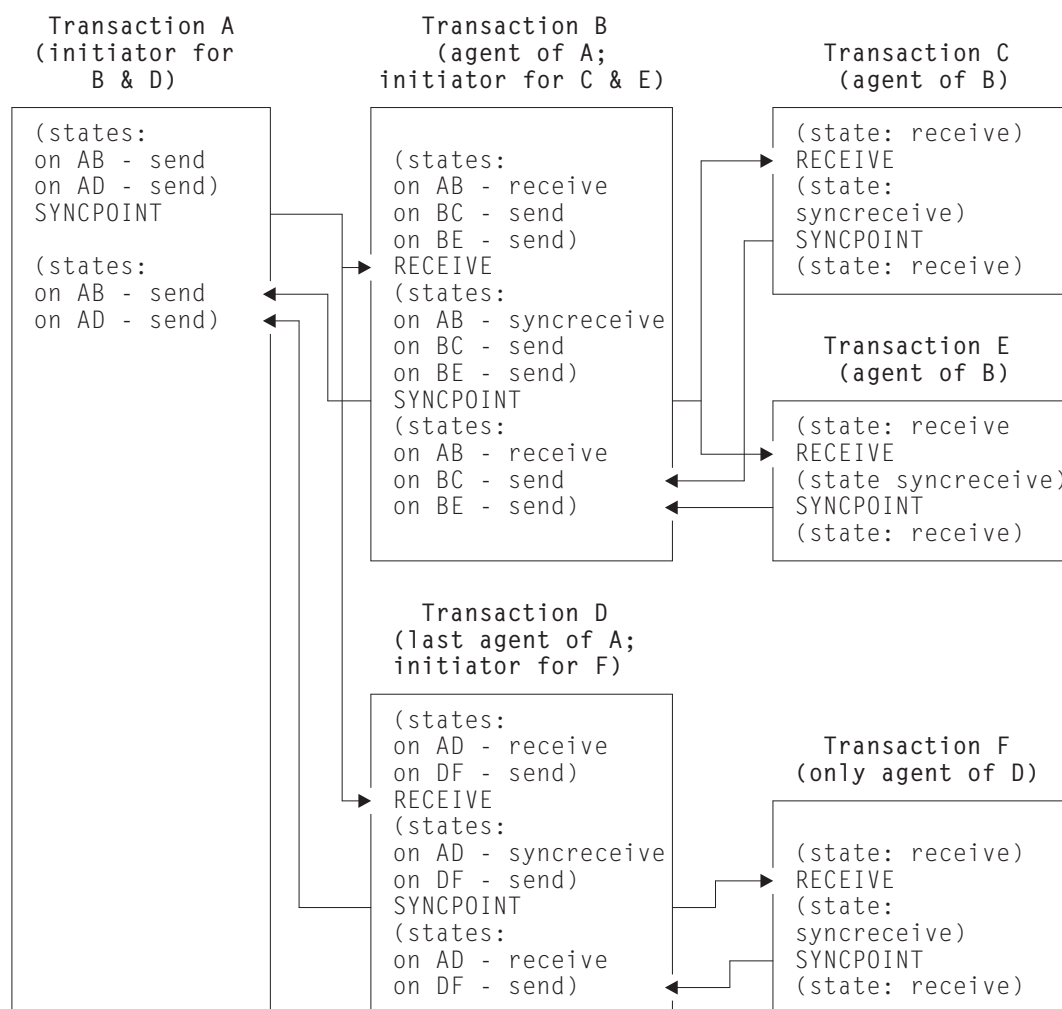 Transaction A
(initiator for
B & D)
(states:
on AB - send
on AD - send)
SYNCPOINT
(states:
on AB - send
on AD - send)
Transaction B
(agent of A;
initiator for C & E)
(states:
on AB - receive
on BC - send
on BE - send)
RECEIVE
(states:
on AB - syncreceive
on BC - send
on BE - send)
SYNCPOINT
(states:
on AB - receive
on BC - send
on BE - send)
Transaction C
(agent of B)
(state: receive)
RECEIVE
(state:
syncreceive)
SYNCPOINT
(state: receive)
Transaction E
(agent of B)
(state: receive
RECEIVE
(state syncreceive)
SYNCPOINT
(state: receive)
Transaction D
(last agent of A;
initiator for F)
(states:
on AD - receive
on DF - send)
RECEIVE
(states:
on AD - syncreceive
on DF - send)
SYNCPOINT
(states:
on AD - receive
on DF - send)
Transaction F
(only agent of D)
(state: receive)
RECEIVE
(state:
syncreceive)
SYNCPOINT
(state: receive)